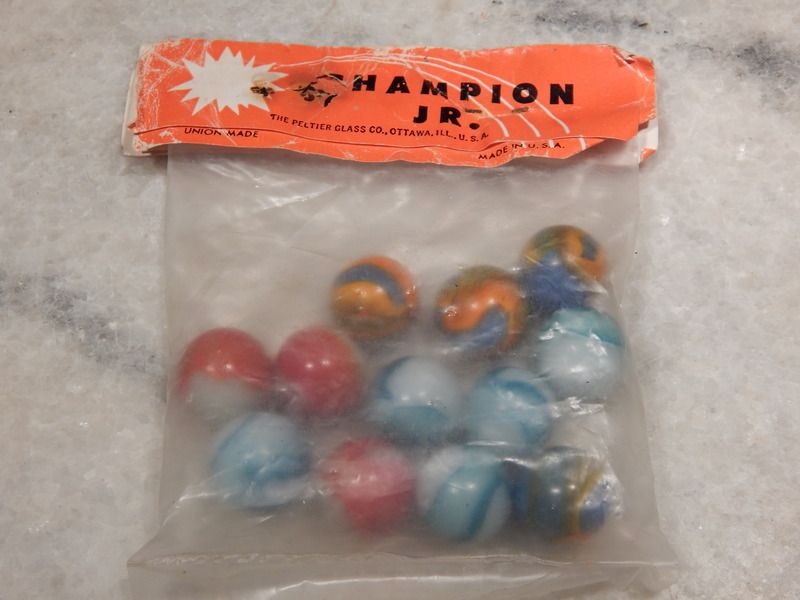 CHAMPION
JR.
THE PELTIER GLASS CO., OTTAWA, ILL., U.S.A.
UNION MADE
MADE IN U.S.A.